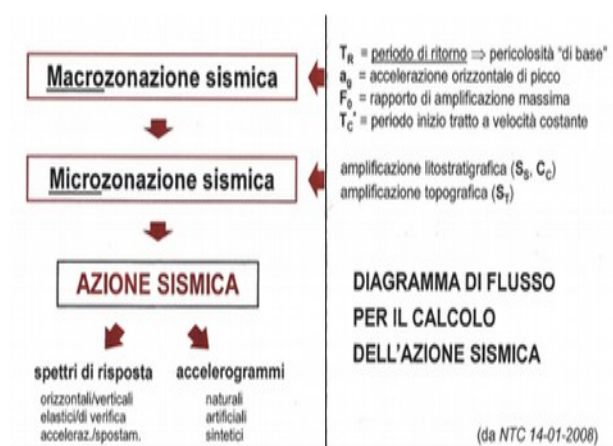 Macrozonazione sismica
T_R = periodo di ritorno ⇒ pericolosità "di base"
a_g = accelerazione orizzontale di picco
F_0 = rapporto di amplificazione massima
T_C* = periodo inizio tratto a velocità costante
Microzonazione sismica
amplificazione litostratigrafica (S_S, C_C)
amplificazione topografica (S_T)
AZIONE SISMICA
spettri di risposta
orizzontali/verticali
elastici/di verifica
acceleraz./spostam.
accelerogrammi
naturali
artificiali
sintetici
DIAGRAMMA DI FLUSSO
PER IL CALCOLO
DELL'AZIONE SISMICA
(da NTC 14-01-2008)